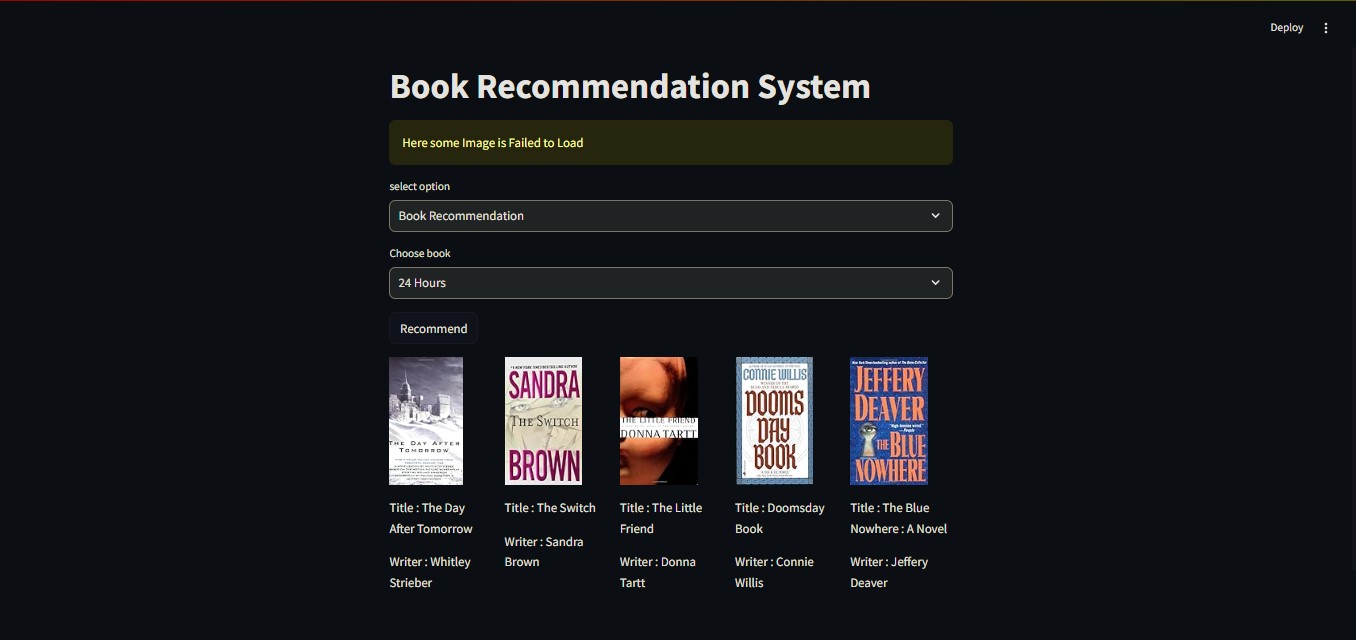 Deploy
Book Recommendation System
Here some Image is Failed to Load
select option
Book Recommendation
Choose book
24 Hours
Recommend
THE DAY AFTER
TOMORROW
SANDRA
THE SWITCH
BROWN
THE LITTLE FRIEND
DONNA TARTT
CONNIE WILLIS
DOOMS
DAY
BOOK
JEFFERY
DEAVER
THE BLUE
NOWHERE
Title : The Day
After Tomorrow
Writer : Whitley
Strieber
Title : The Switch
Writer : Sandra
Brown
Title : The Little
Friend
Writer : Donna
Tartt
Title : Doomsday
Book
Writer : Connie
Willis
Title : The Blue
Nowhere : A Novel
Writer : Jeffery
Deaver